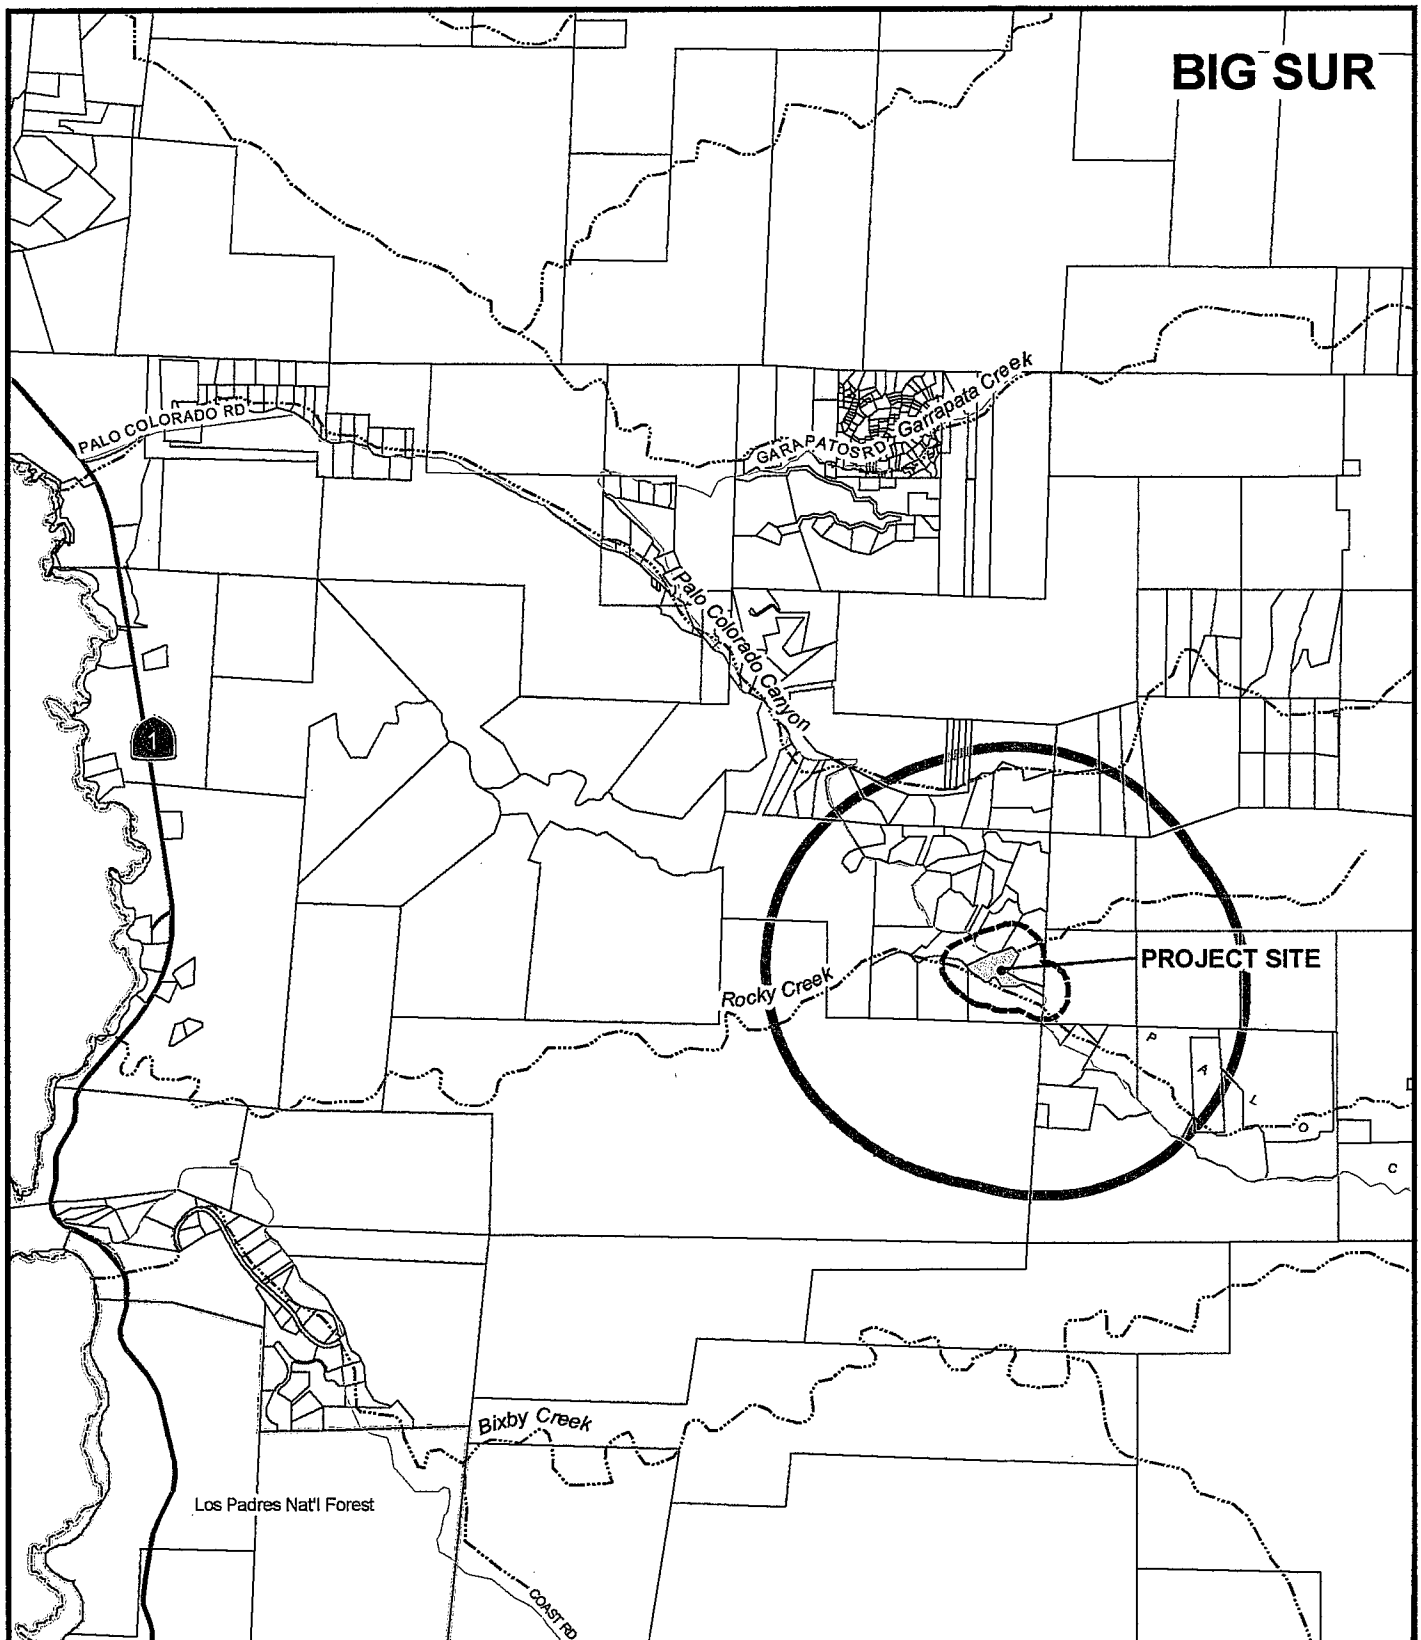 BIG SUR
Garrapata Creek
PALO COLORADO RD
GARAPATOS RD
Palo Colorado Canyon
1
PROJECT SITE
Rocky Creek
P
A
L
O
C
Bixby Creek
Los Padres Nat'l Forest
COAST RD